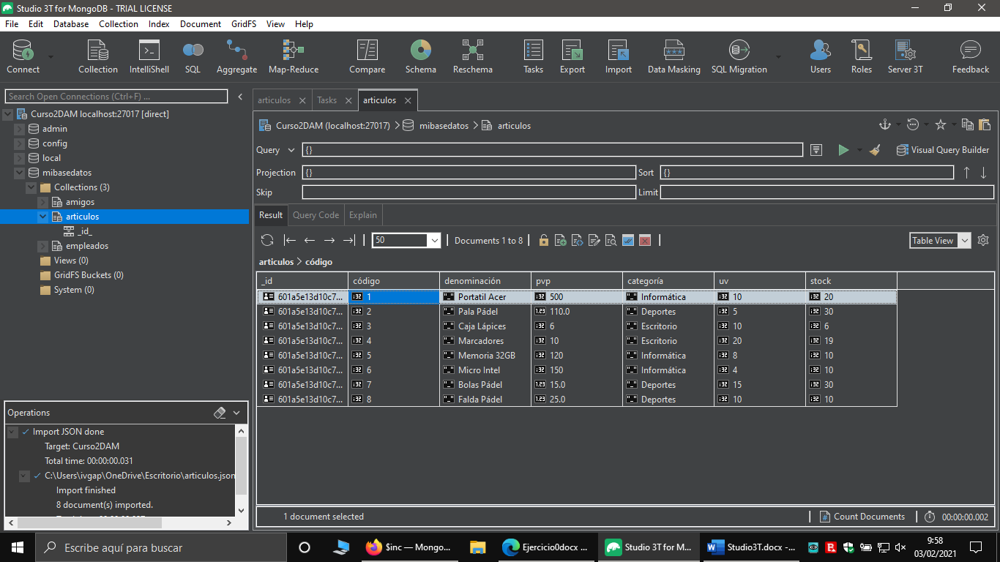 Studio 3T for MongoDB - TRIAL LICENSE
File Edit Database Collection Index Document GridFS View Help
Connect Collection IntelliShell SQL Aggregate Map-Reduce Compare Schema Reschema Tasks Export Import Data Masking SQL Migration Users Roles Server 3T Feedback
Search Open Connections (Ctrl+F) ...
Curso2DAM localhost:27017 [direct]
admin
config
local
mibasedatos
Collections (3)
amigos
articulos
_id_
empleados
Views (0)
GridFS Buckets (0)
System (0)
Operations
Import JSON done
Target: Curso2DAM
Total time: 00:00:00.031
C:\Users\ivgap\OneDrive\Escritorio\articulos.json
Import finished
8 document(s) imported.
articulos Tasks articulos
Curso2DAM (localhost:27017) mibasedatos articulos
Query {} Visual Query Builder
Projection {} Sort {}
Skip Limit
Result Query Code Explain
50 Documents 1 to 8 Table View
articulos > código
_id código denominación pvp categoría uv stock
601a5e13d10c7... 1 Portatil Acer 500 Informática 10 20
601a5e13d10c7... 2 Pala Pádel 110.0 Deportes 5 30
601a5e13d10c7... 3 Caja Lápices 6 Escritorio 10 6
601a5e13d10c7... 4 Marcadores 10 Escritorio 20 19
601a5e13d10c7... 5 Memoria 32GB 120 Informática 8 10
601a5e13d10c7... 6 Micro Intel 150 Informática 4 10
601a5e13d10c7... 7 Bolas Pádel 15.0 Deportes 15 30
601a5e13d10c7... 8 Falda Pádel 25.0 Deportes 10 10
1 document selected Count Documents 00:00:00.002
Escribe aquí para buscar $inc — Mongo... Ejercicio0docx ... Studio 3T for M... Studio3T.docx -...
9:58
03/02/2021